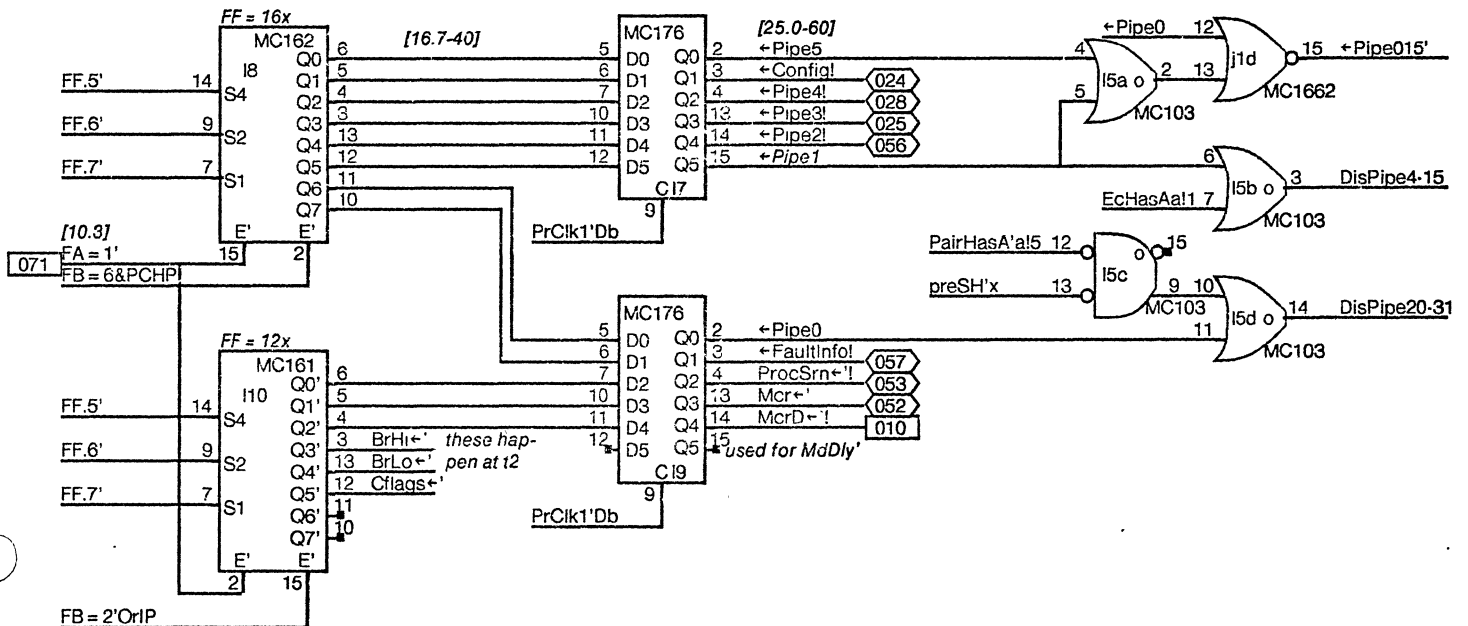 FF = 16x
MC162
I8
FF.5' 14 S4
FF.6' 9 S2
FF.7' 7 S1
Q0 6
Q1 5
Q2 4
Q3 3
Q4 13
Q5 12
Q6 11
Q7 10
E' E'
15 2
[16.7-40]
[10.3]
071 FA = 1'
FB = 6&PCHP
MC176
5 D0 Q0 2 ←Pipe5
6 D1 Q1 3 ←Config!
7 D2 Q2 4 ←Pipe4!
10 D3 Q3 13 ←Pipe3!
11 D4 Q4 14 ←Pipe2!
12 D5 Q5 15 ←Pipe1
C I7
9
PrClk1'Db
[25.0-60]
024
028
025
056
←Pipe0 12
4
5
I5a o
2 13
MC103
j1d
15 ←Pipe015'
MC1662
6
EcHasAa!1 7
I5b o
3 DisPipe4-15
MC103
PairHasA'a!5 12
preSH'x 13
o
I5c
15
9 10
MC103
11
I5d o
14 DisPipe20-31
MC103
FF = 12x
MC161
I10
FF.5' 14 S4
FF.6' 9 S2
FF.7' 7 S1
Q0' 6
Q1' 5
Q2' 4
Q3' 3 BrHi←' these hap-
Q4' 13 BrLo←' pen at t2
Q5' 12 Cflags←'
Q6' 11
Q7' 10
E' E'
2 15
FB = 2'OrIP
MC176
5 D0 Q0 2 ←Pipe0
6 D1 Q1 3 ←FaultInfo!
7 D2 Q2 4 ProcSrn←'!
10 D3 Q3 13 Mcr←'
11 D4 Q4 14 McrD←'!
12 D5 Q5 15 used for MdDly'
C I9
9
PrClk1'Db
057
053
052
010